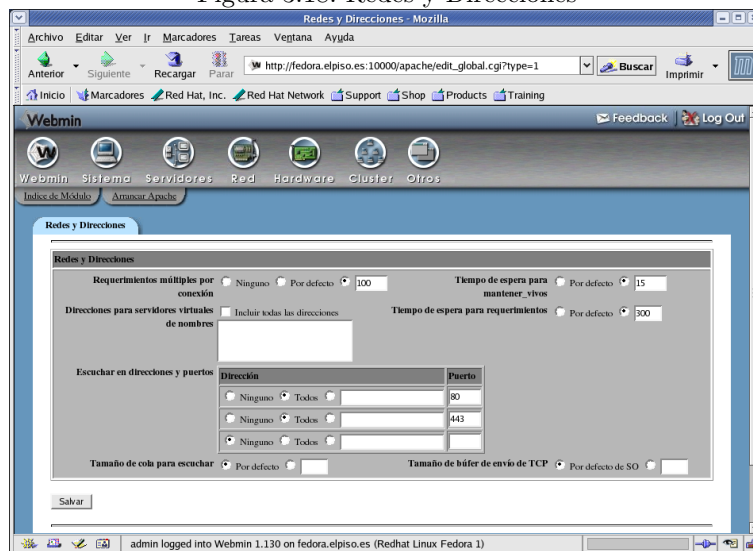 Redes y Direcciones - Mozilla
Archivo Editar Ver Ir Marcadores Tareas Ventana Ayuda
Anterior Siguiente Recargar Parar http://fedora.elpiso.es:10000/apache/edit_global.cgi?type=1 Buscar Imprimir
Inicio Marcadores Red Hat, Inc. Red Hat Network Support Shop Products Training
Webmin Feedback Log Out
Webmin Sistema Servidores Red Hardware Cluster Otros
Indice de Módulo Arrancar Apache
Redes y Direcciones
Redes y Direcciones
Requerimientos múltiples por conexión Ninguno Por defecto 100 Tiempo de espera para mantener_vivos Por defecto 15
Direcciones para servidores virtuales de nombres Incluir todas las direcciones Tiempo de espera para requerimientos Por defecto 300
Escuchar en direcciones y puertos Dirección Puerto
Ninguno Todos 80
Ninguno Todos 443
Ninguno Todos
Tamaño de cola para escuchar Por defecto Tamaño de búfer de envío de TCP Por defecto de SO
Salvar
admin logged into Webmin 1.130 on fedora.elpiso.es (Redhat Linux Fedora 1)